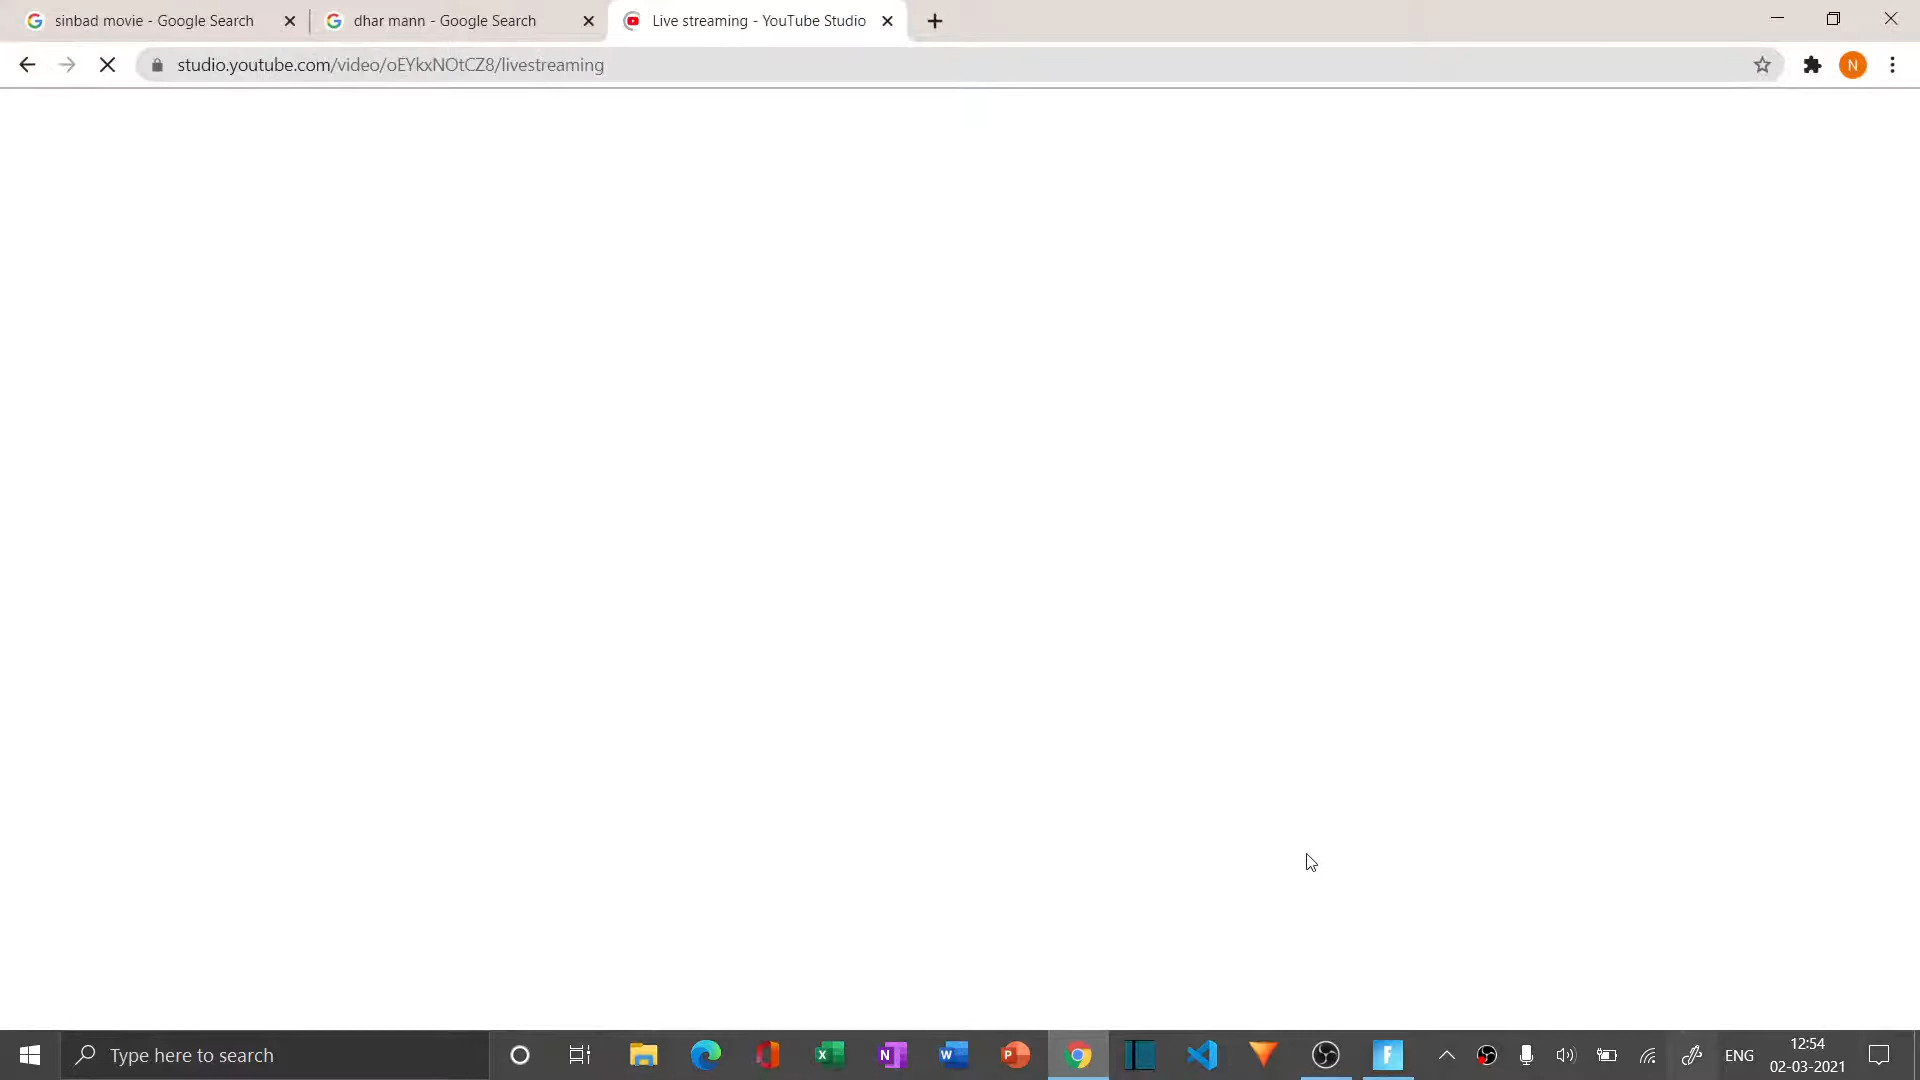 sinbad movie - Google Search
dhar mann - Google Search
Live streaming - YouTube Studio
studio.youtube.com/video/oEYkxNOtCZ8/livestreaming
N
Type here to search
ENG
12:54
02-03-2021